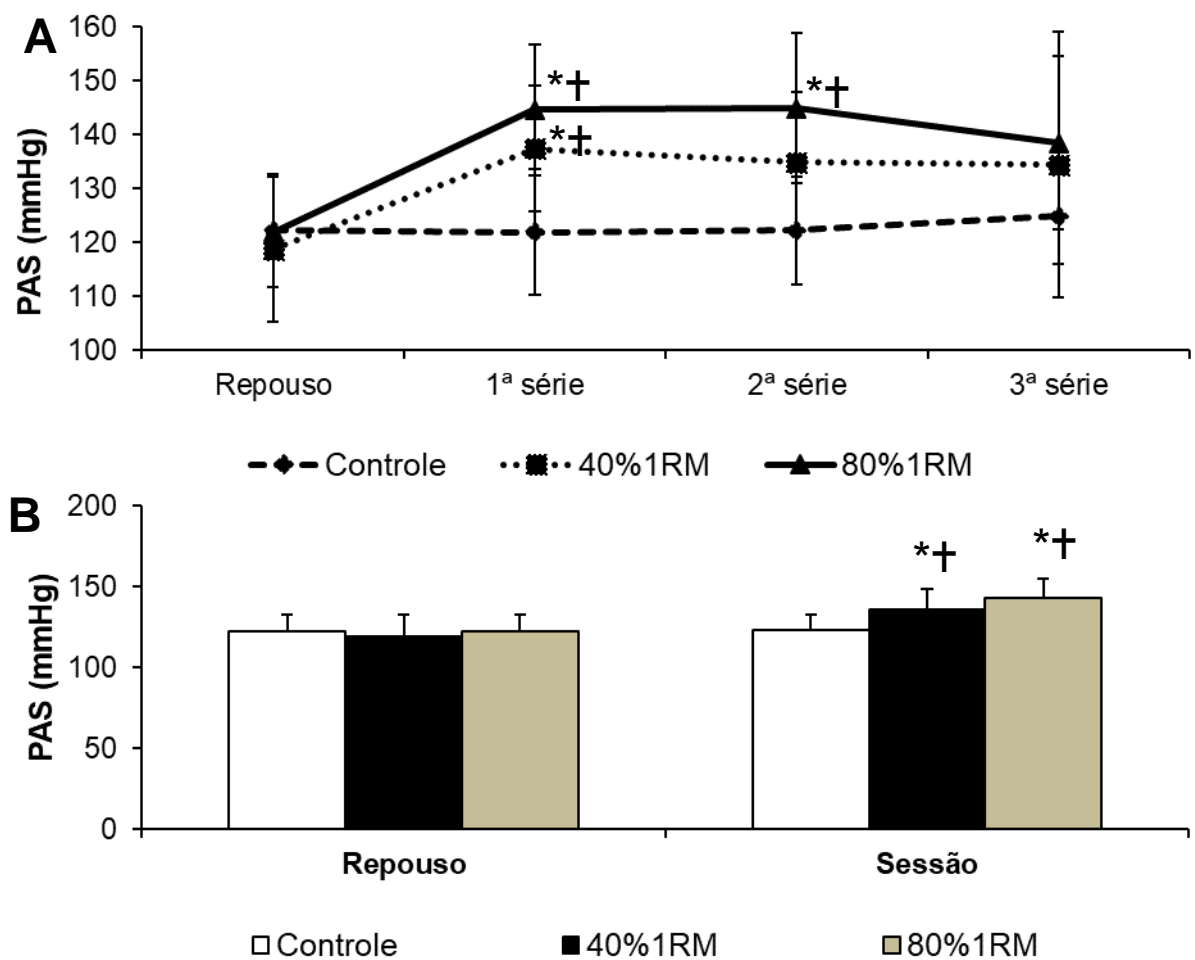 A
PAS (mmHg)
160
150
140
130
120
110
100
*†
*†
*†
Repouso 1ª série 2ª série 3ª série
Controle 40%1RM 80%1RM
B
PAS (mmHg)
200
150
100
50
0
*† *†
Repouso Sessão
Controle 40%1RM 80%1RM